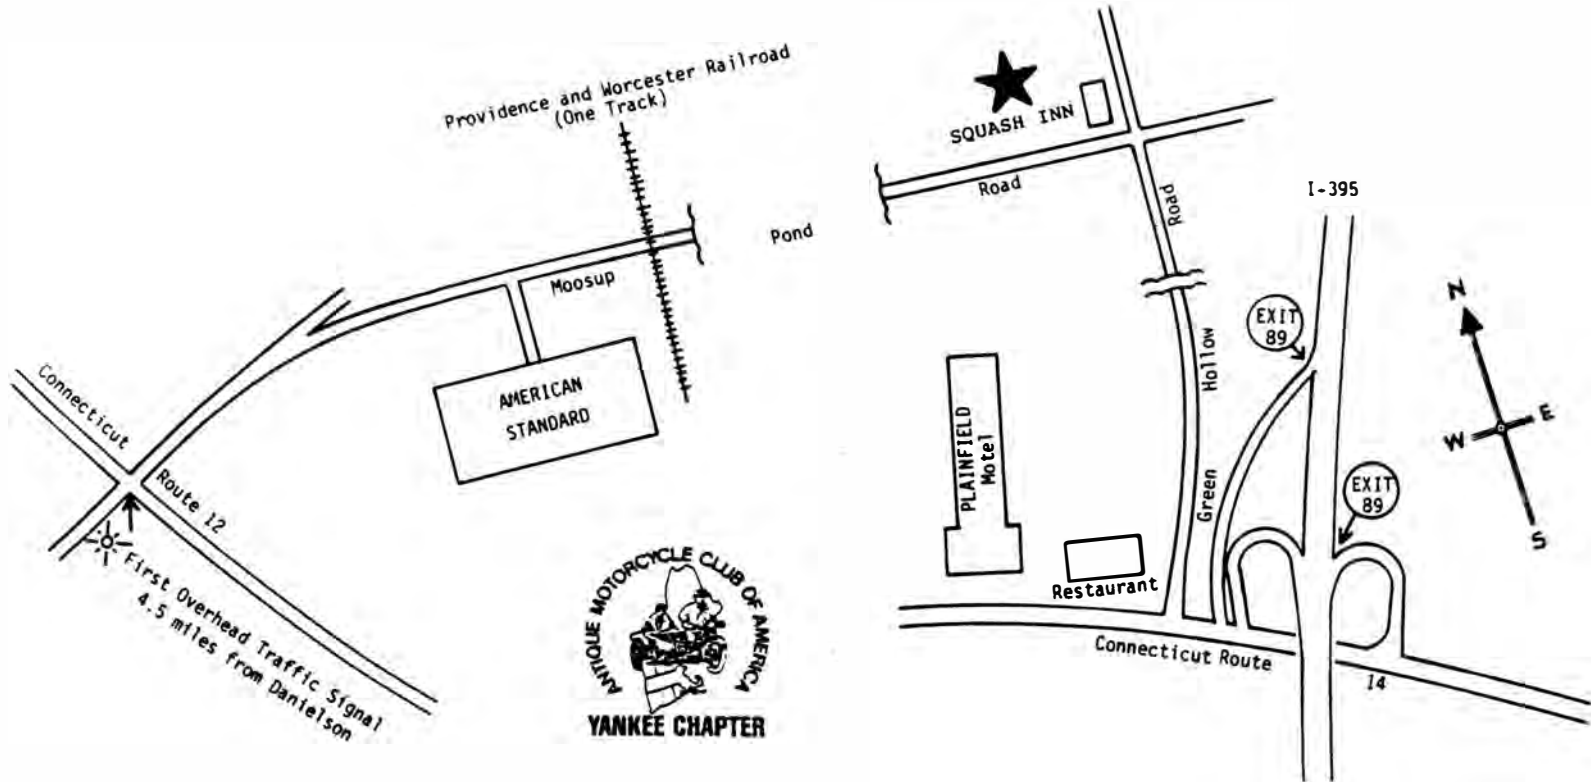 Providence and Worcester Railroad
(One Track)
Moosup
Pond
Road
AMERICAN
STANDARD
Connecticut
Route 12
First Overhead Traffic Signal
4.5 miles from Danielson
ANTIQUE MOTORCYCLE CLUB OF AMERICA
YANKEE CHAPTER
SQUASH INN
Green
Hollow
Road
I-395
EXIT
89
EXIT
89
N
W
E
S
PLAINFIELD
Motel
Restaurant
Connecticut Route
14